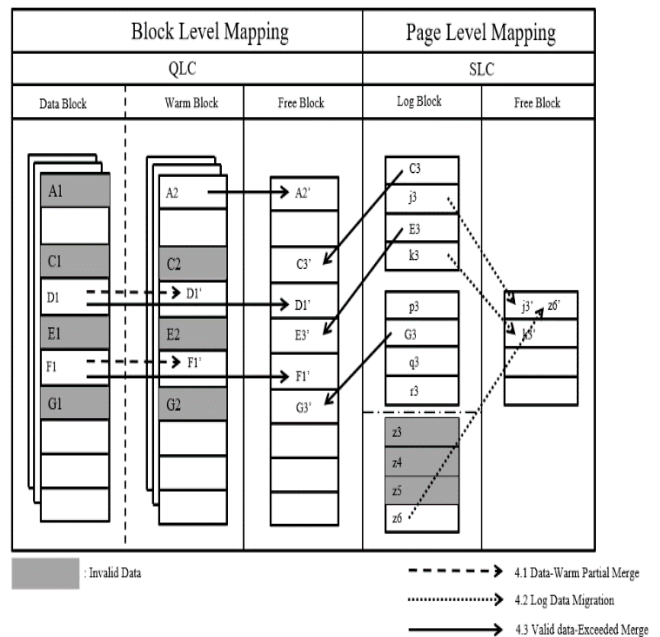 Block Level Mapping
Page Level Mapping
QLC
SLC
Data Block
Warm Block
Free Block
Log Block
Free Block
A1
C1
D1
E1
F1
G1
A2
C2
D1'
E2
F1'
G2
A2'
C3'
D1'
E3'
F1'
G3'
C3
j3
E3
k3
p3
G3
q3
r3
z3
z4
z5
z6
j3' z6'
k3'
: Invalid Data
4.1 Data-Warm Partial Merge
4.2 Log Data Migration
4.3 Valid data-Exceeded Merge